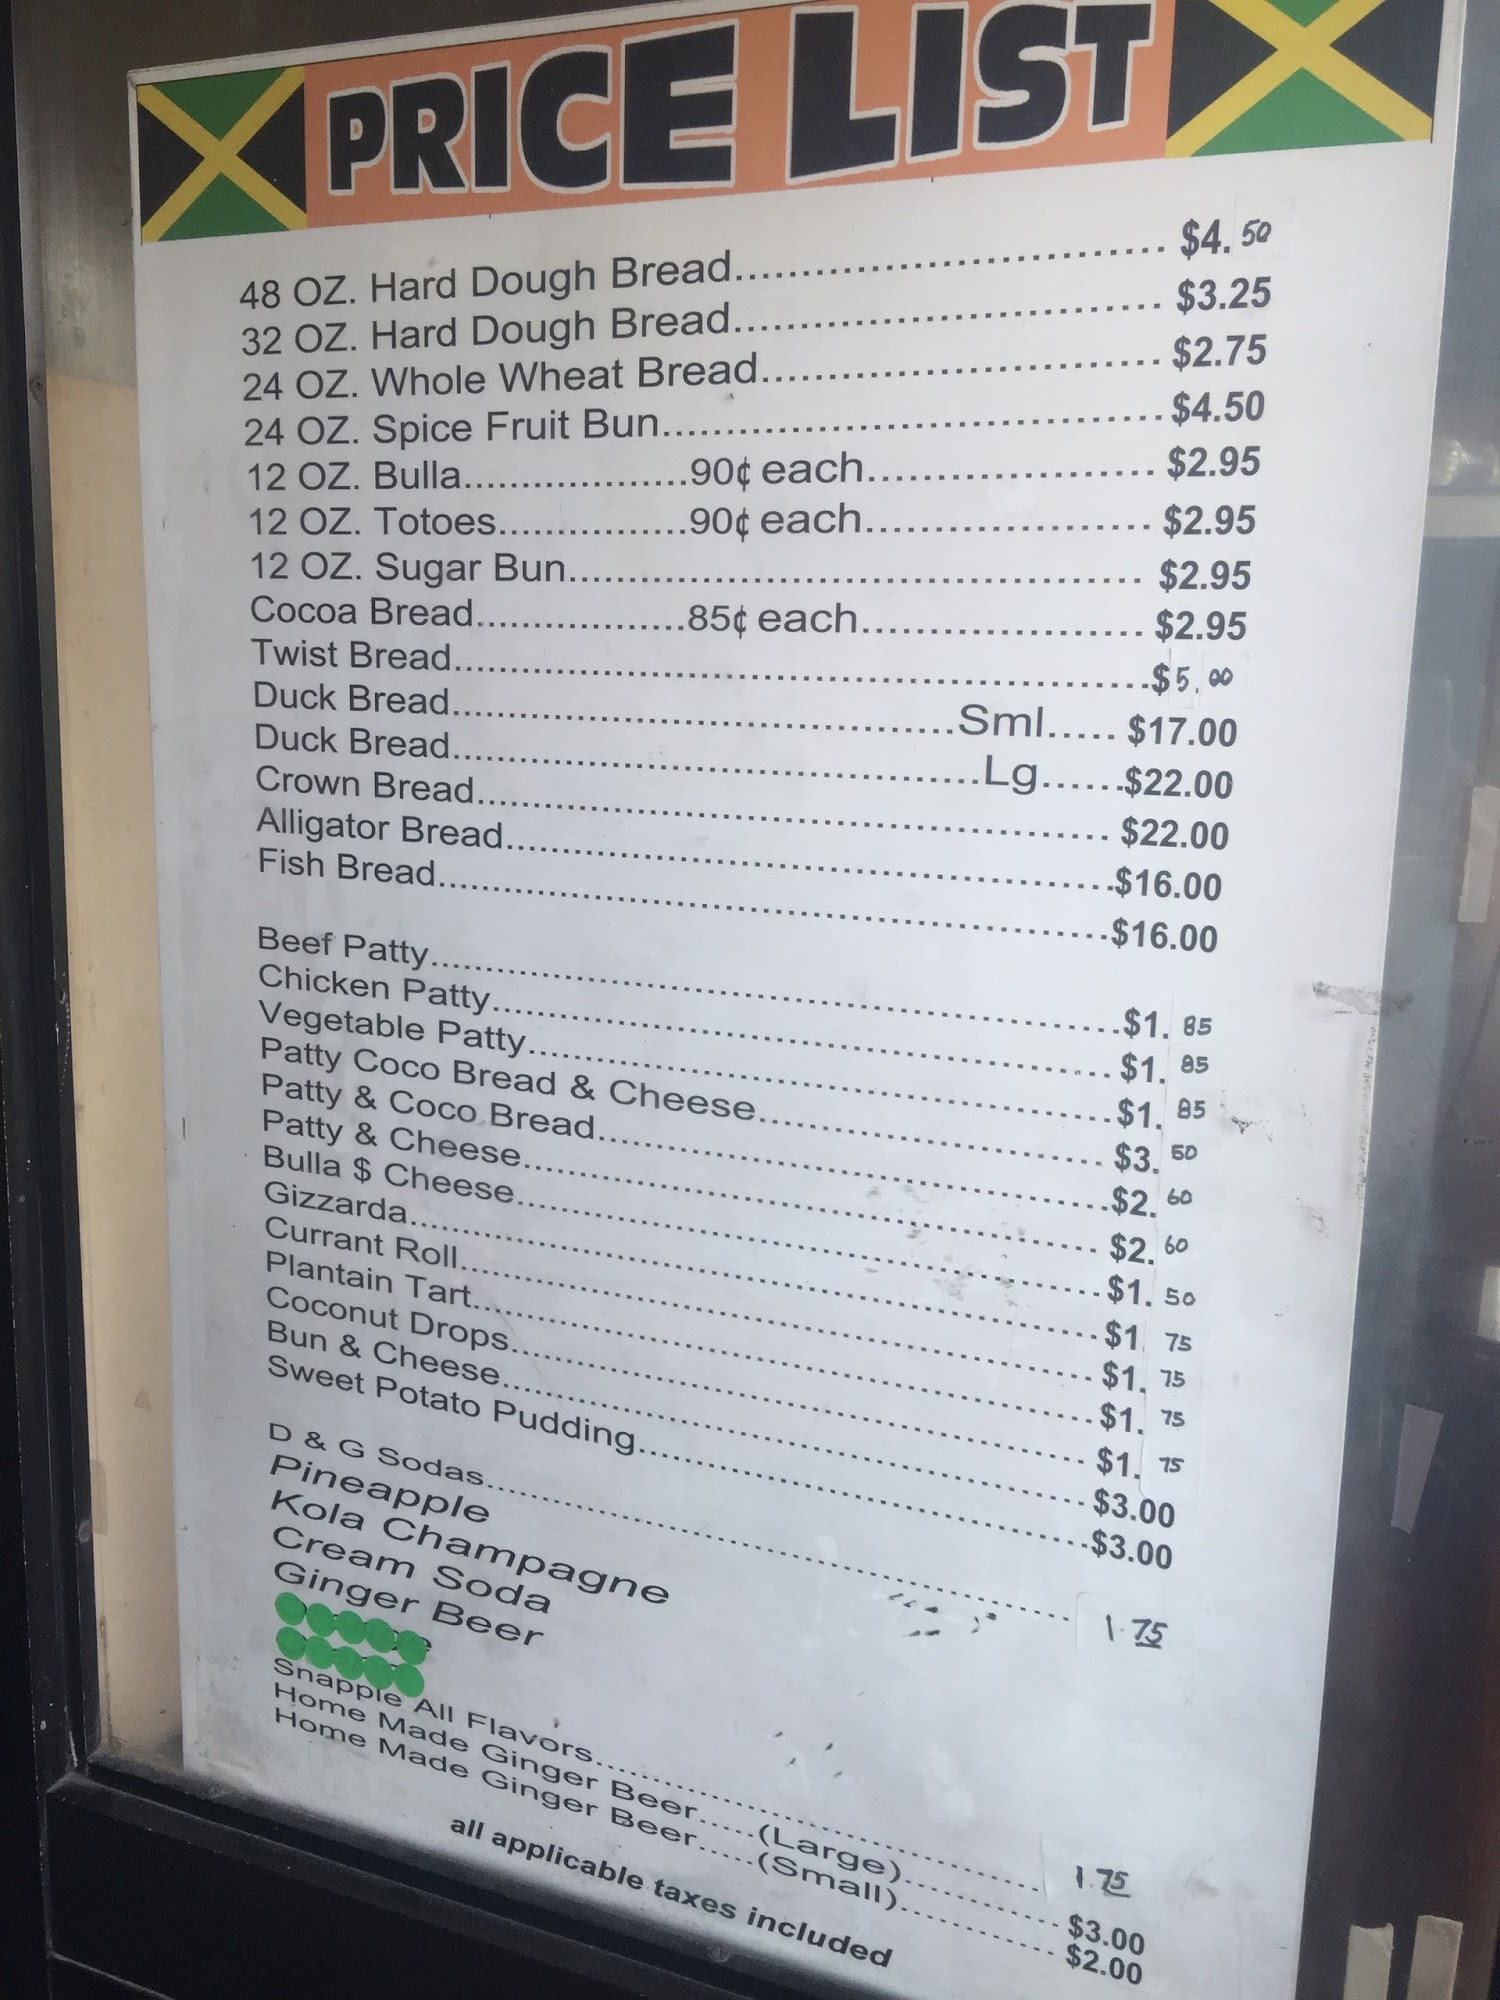 PRICE LIST
48 OZ. Hard Dough Bread................................ $4.50
32 OZ. Hard Dough Bread................................ $3.25
24 OZ. Whole Wheat Bread.............................. $2.75
24 OZ. Spice Fruit Bun...................................... $4.50
12 OZ. Bulla.................90¢ each...................... $2.95
12 OZ. Totoes..............90¢ each...................... $2.95
12 OZ. Sugar Bun............................................ $2.95
Cocoa Bread................85¢ each...................... $2.95
Twist Bread.....................................................$5.00
Duck Bread......................................Sml..... $17.00
Duck Bread........................................Lg......$22.00
Crown Bread................................................ $22.00
Alligator Bread..............................................$16.00
Fish Bread....................................................$16.00
Beef Patty.....................................................$1.85
Chicken Patty................................................ $1.85
Vegetable Patty.............................................$1.85
Patty Coco Bread & Cheese............................ $3.50
Patty & Coco Bread.......................................$2.60
Patty & Cheese............................................. $2.60
Bulla $ Cheese..............................................$1.50
Gizzarda.......................................................$1 75
Currant Roll.................................................. $1.75
Plantain Tart..................................................$1.75
Coconut Drops.............................................. $1.75
Bun & Cheese............................................... $3.00
Sweet Potato Pudding....................................$3.00
D & G Sodas................................................ 1.75
Pineapple
Kola Champagne
Cream Soda
Ginger Beer
Snapple All Flavors........................................ 1.75
Home Made Ginger Beer......(Large)............... $3.00
Home Made Ginger Beer......(Small)............... $2.00
all applicable taxes included